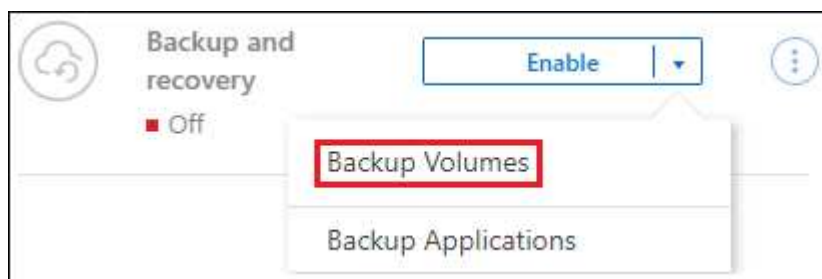 Backup and
recovery
Enable
Off
Backup Volumes
Backup Applications